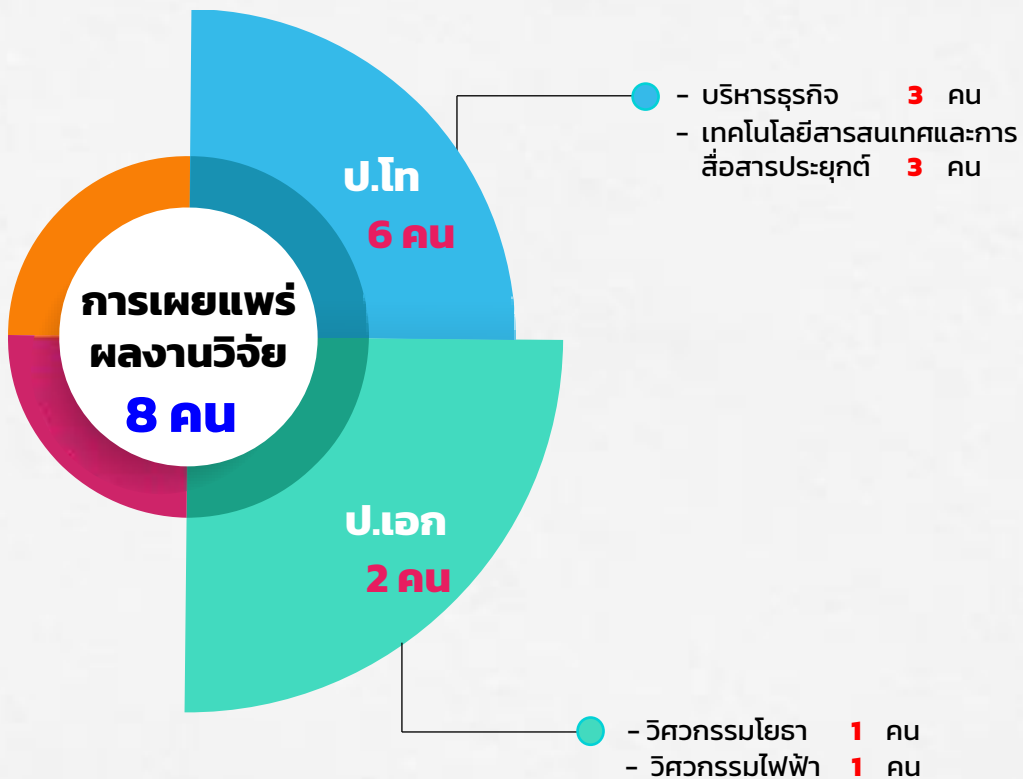 การเผยแพร่
ผลงานวิจัย
8 คน
ป.โท
6 คน
- บริหารธุรกิจ 3 คน
- เทคโนโลยีสารสนเทศและการ
สื่อสารประยุกต์ 3 คน
ป.เอก
2 คน
- วิศวกรรมโยธา 1 คน
- วิศวกรรมไฟฟ้า 1 คน